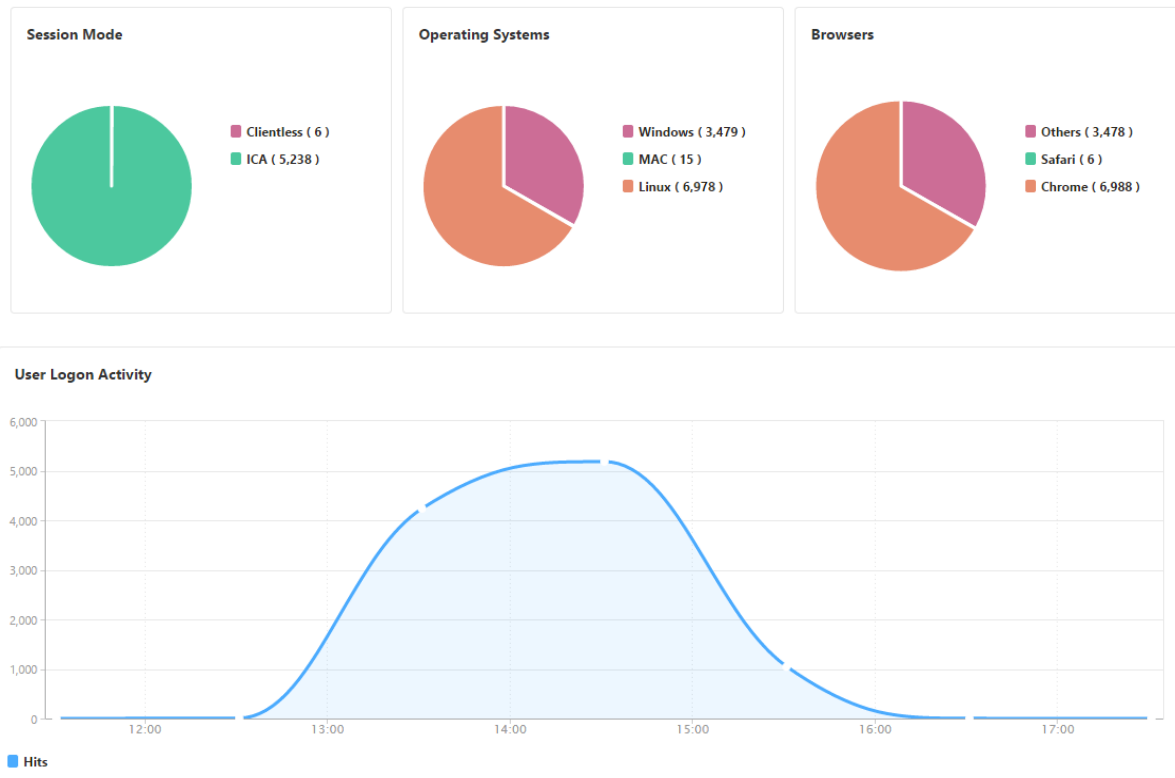 Session Mode
Clientless ( 6 )
ICA ( 5,238 )
Operating Systems
Windows ( 3,479 )
MAC ( 15 )
Linux ( 6,978 )
Browsers
Others ( 3,478 )
Safari ( 6 )
Chrome ( 6,988 )
User Logon Activity
6,000
5,000
4,000
3,000
2,000
1,000
0
12:00 13:00 14:00 15:00 16:00 17:00
Hits